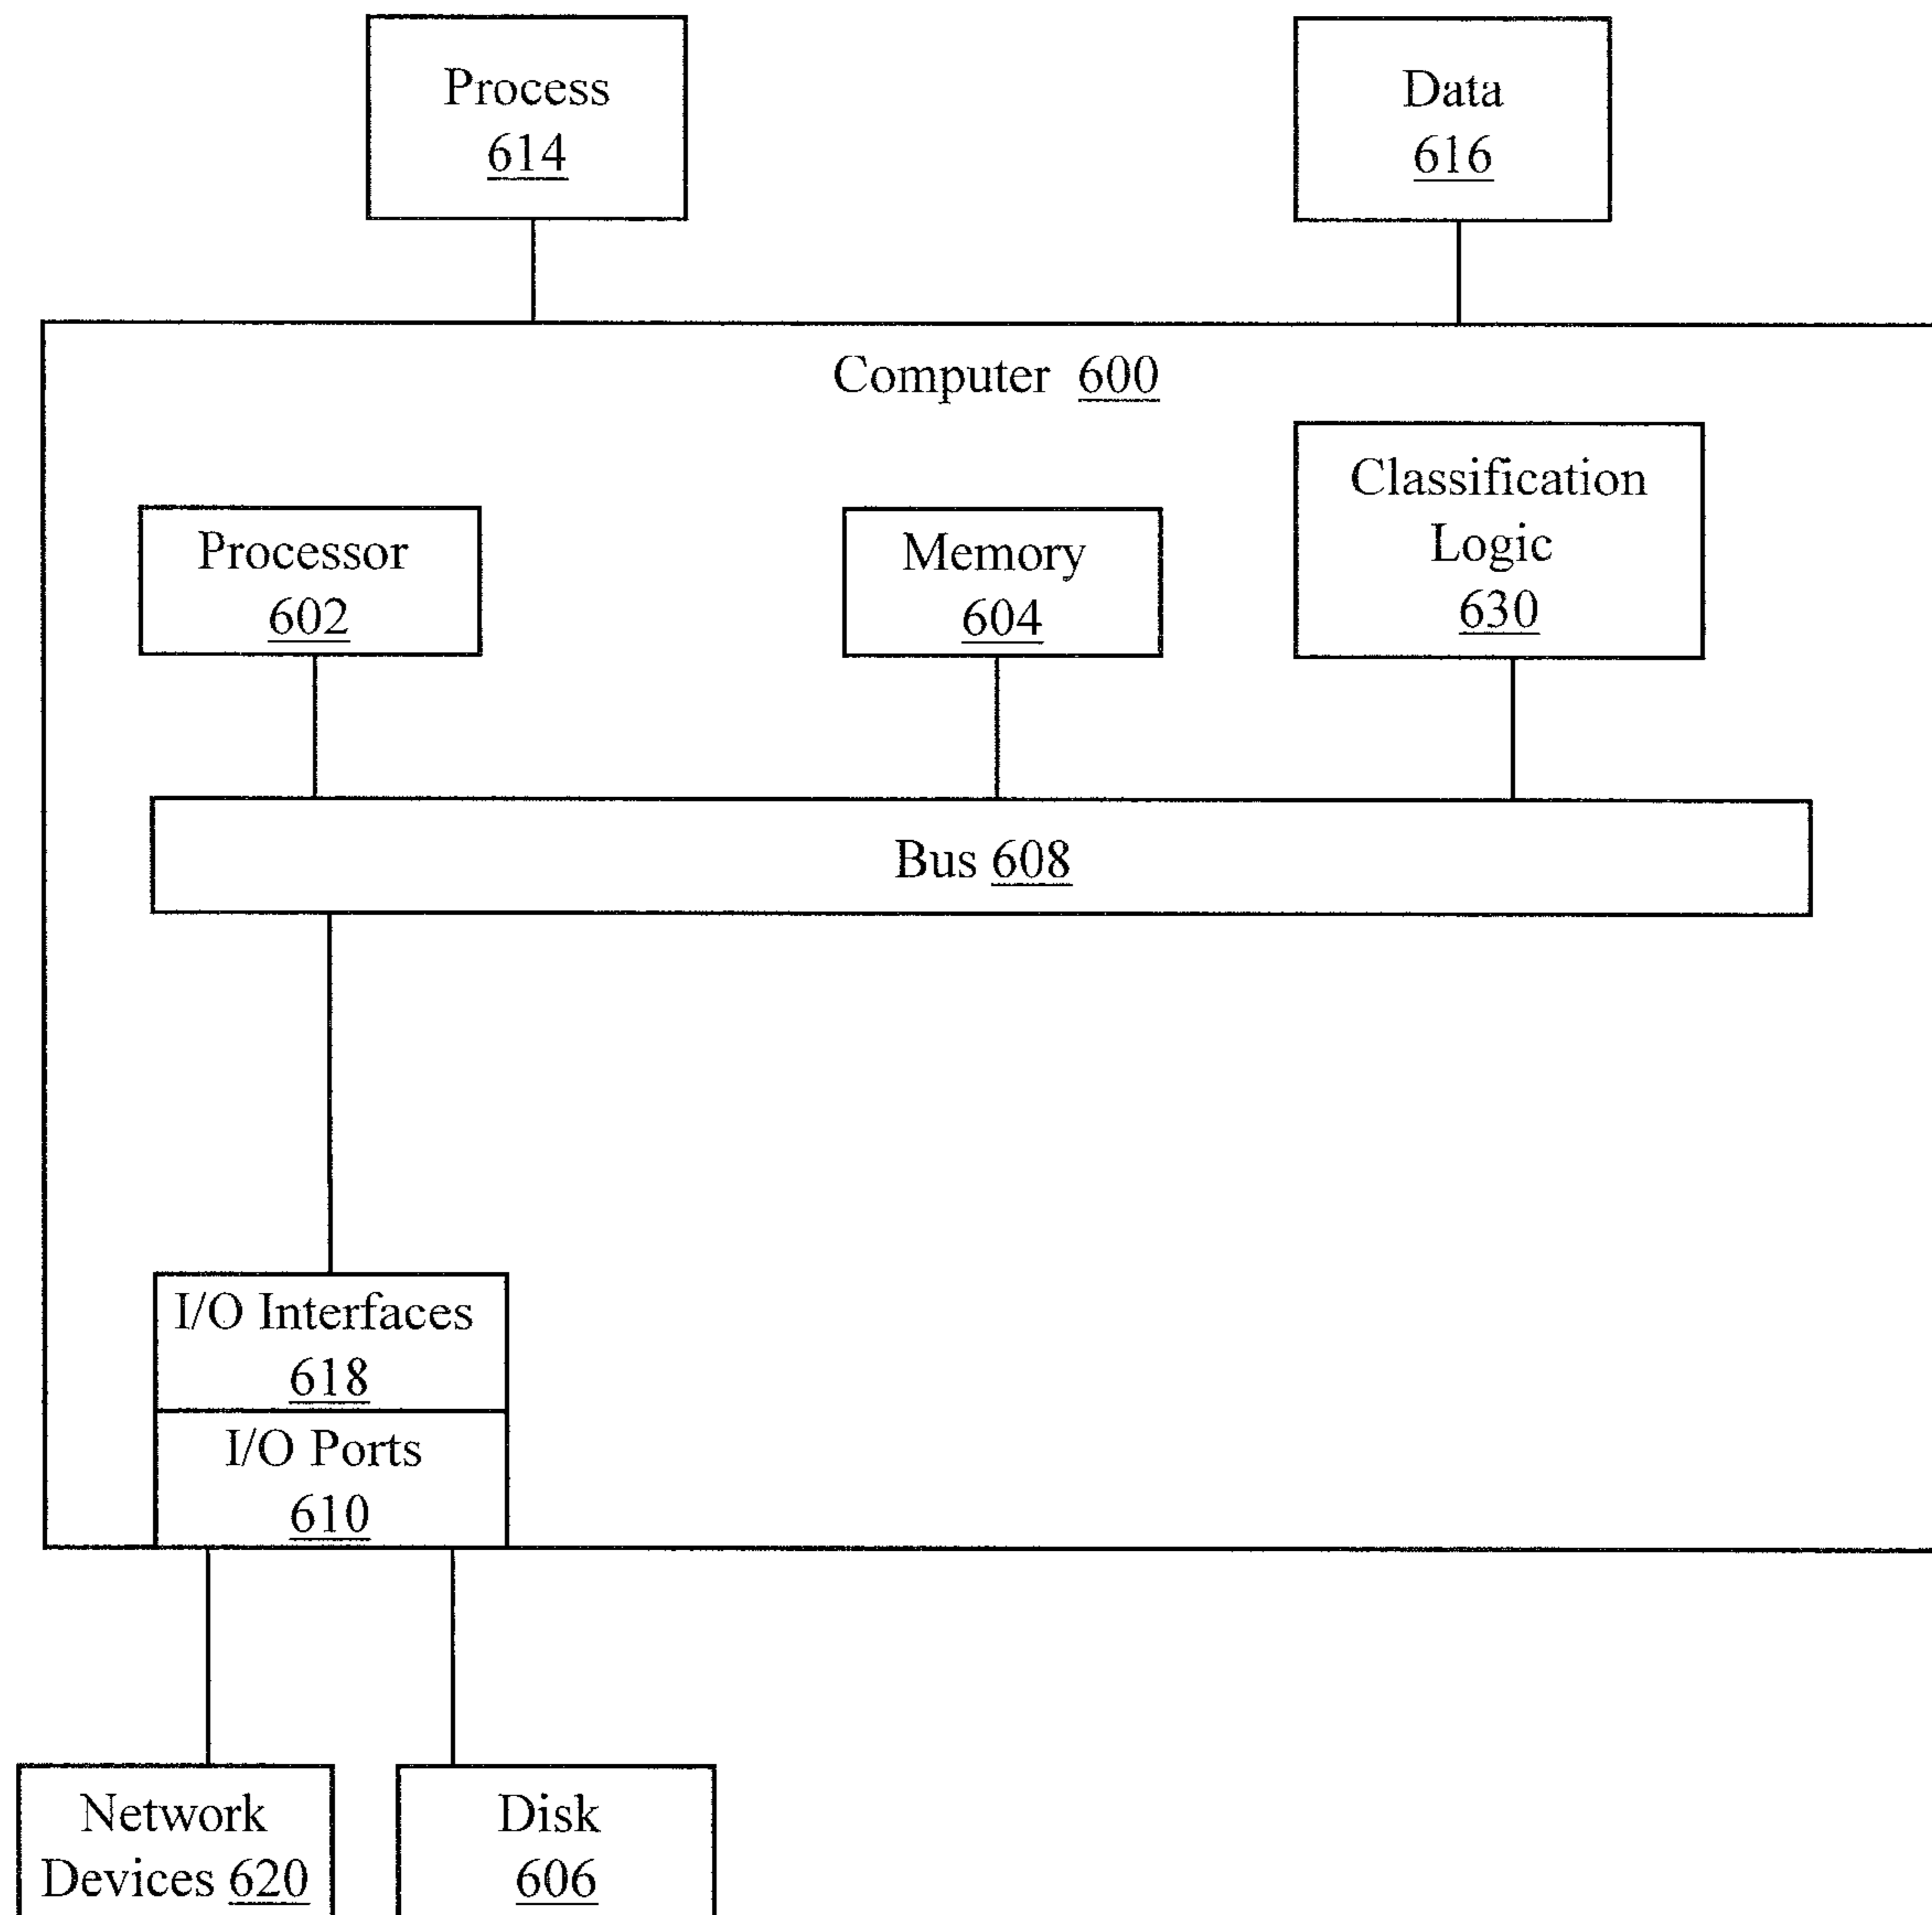 Process
614
Data
616
Computer 600
Processor
602
Memory
604
Classification
Logic
630
Bus 608
I/O Interfaces
618
I/O Ports
610
Network
Devices 620
Disk
606